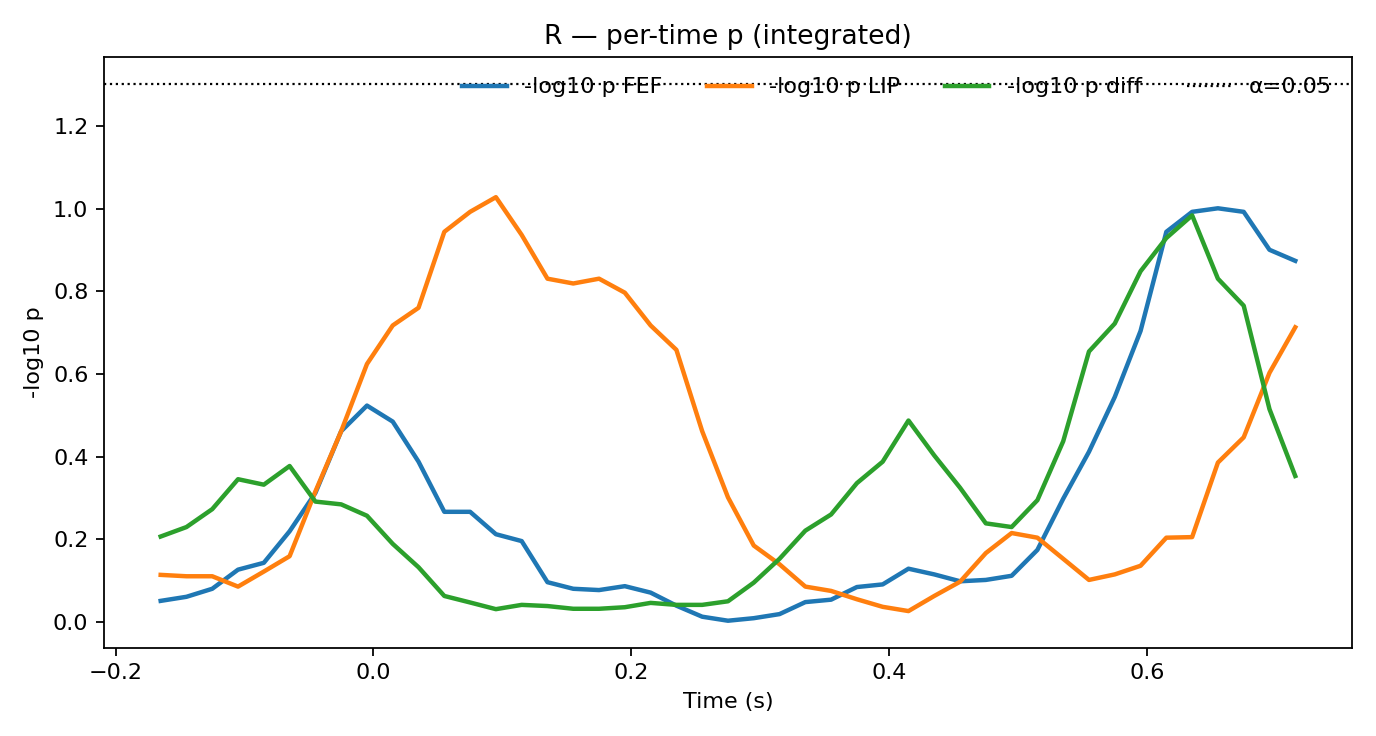 R — per-time p (integrated)
-log10 p FEF -log10 p LIP -log10 p diff α=0.05
1.2
1.0
0.8
0.6
0.4
0.2
0.0
-log10 p
−0.2 0.0 0.2 0.4 0.6
Time (s)